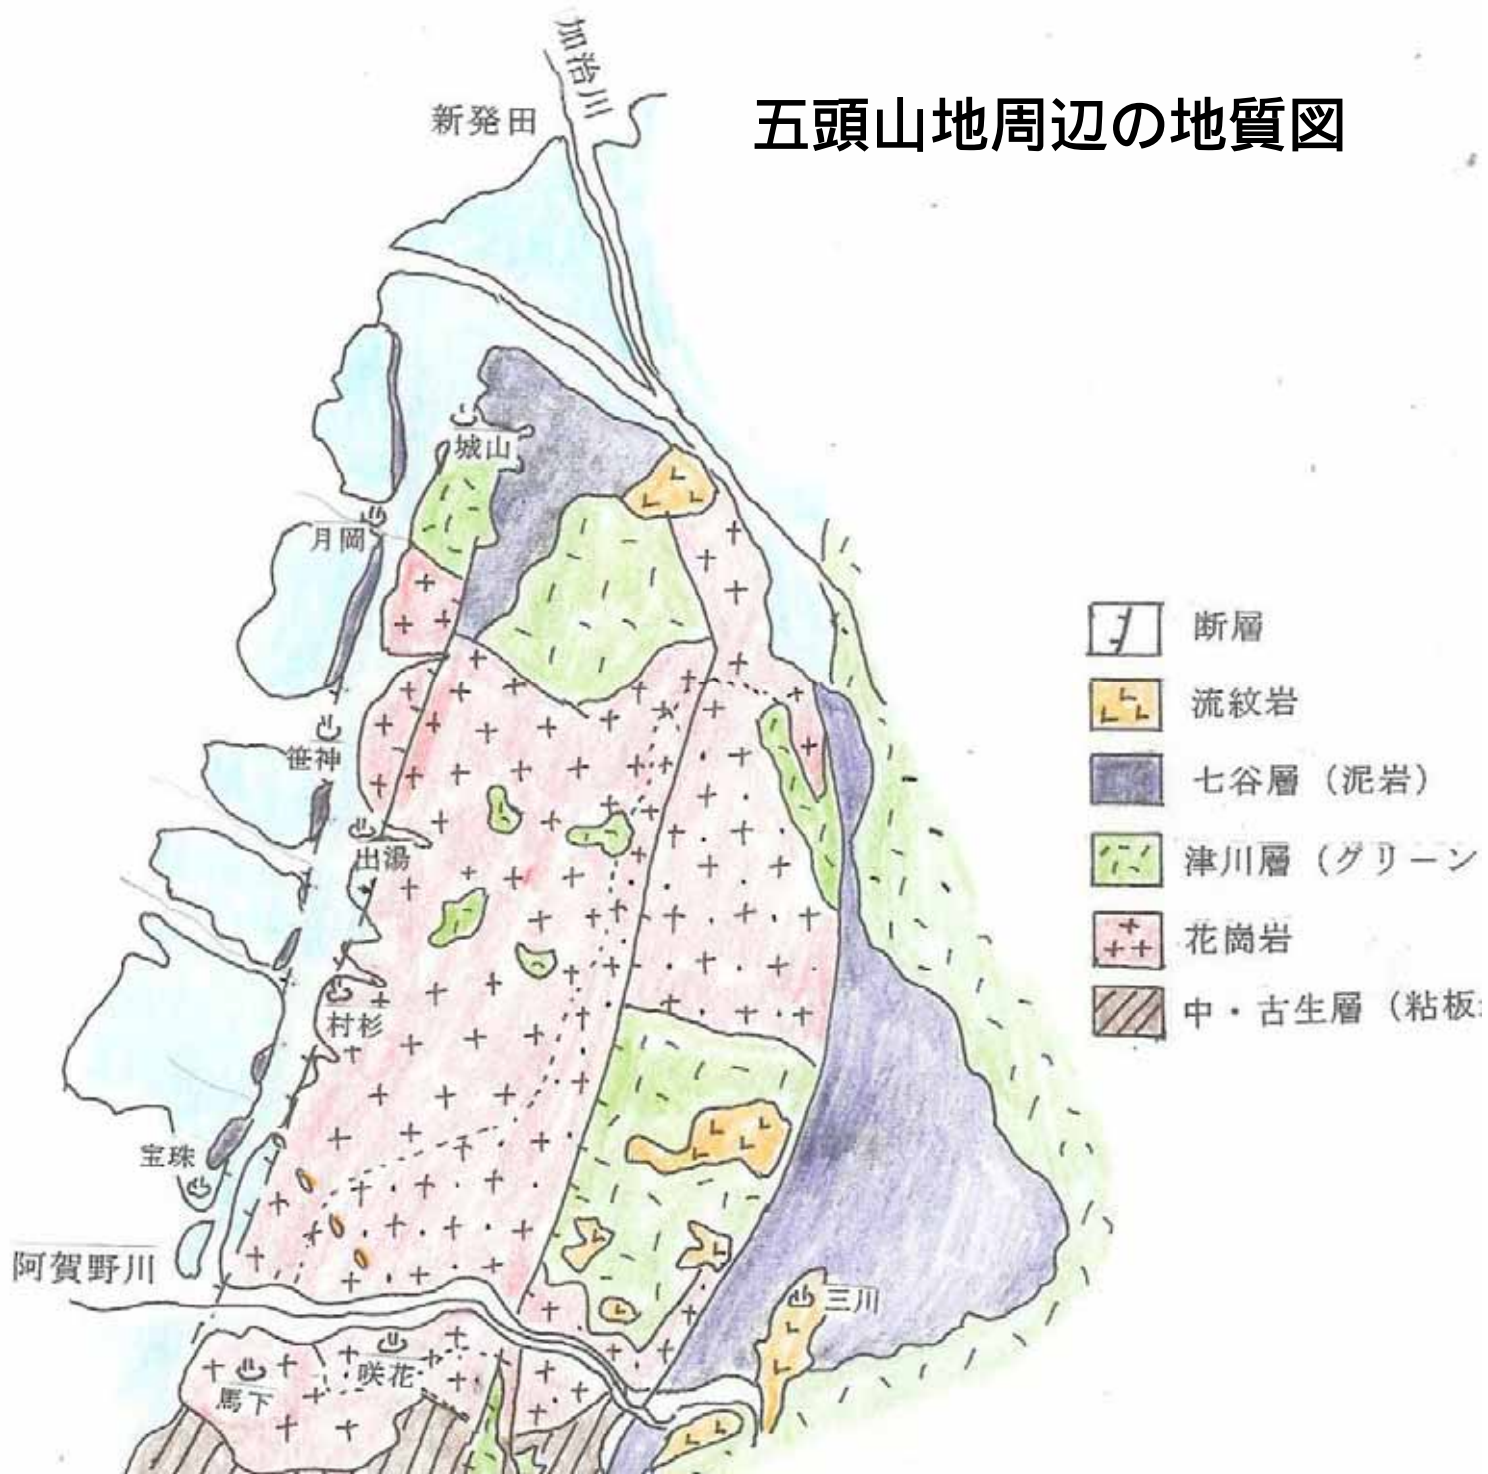 五頭山地周辺の地質図
加治川
新発田
城山
月岡
笹神
出湯
村杉
宝珠
阿賀野川
三川
咲花
馬下
断層
流紋岩
七谷層（泥岩）
津川層（グリーン
花崗岩
中・古生層（粘板